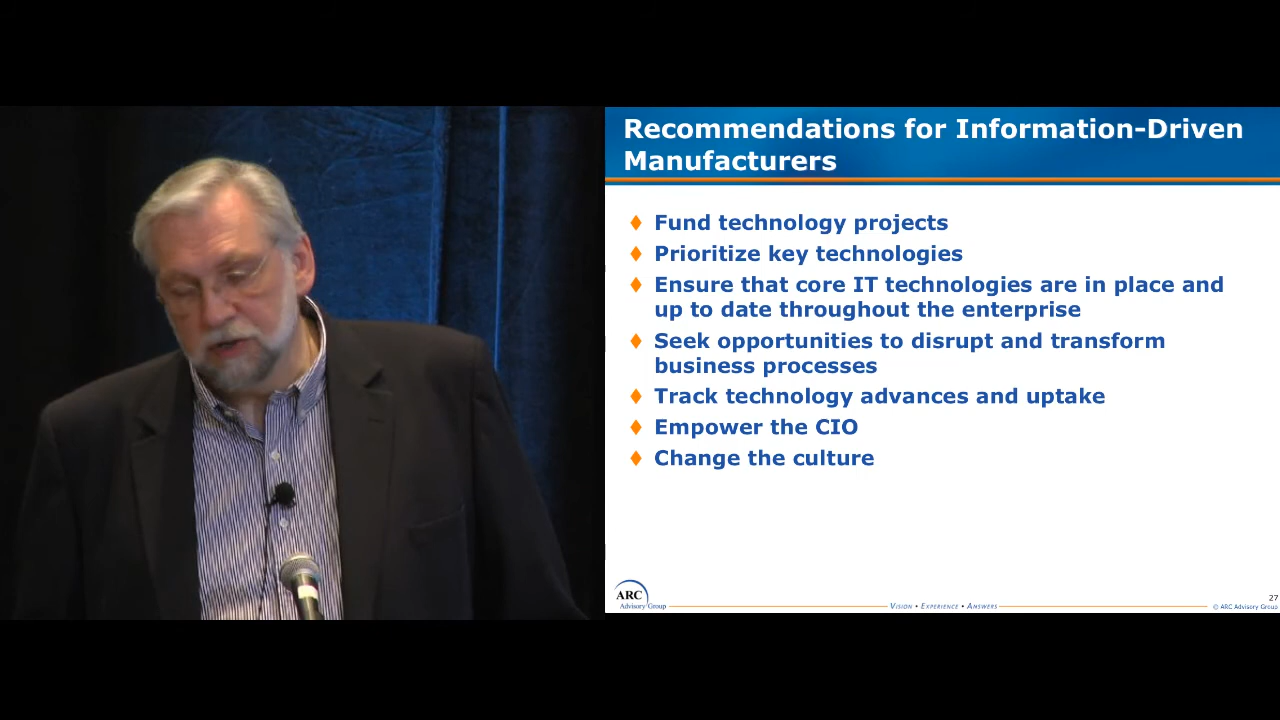 Recommendations for Information-Driven
Manufacturers
Fund technology projects
Prioritize key technologies
Ensure that core IT technologies are in place and
up to date throughout the enterprise
Seek opportunities to disrupt and transform
business processes
Track technology advances and uptake
Empower the CIO
Change the culture
ARC
Advisory Group
VISION • EXPERIENCE • ANSWERS
27
© ARC Advisory Group